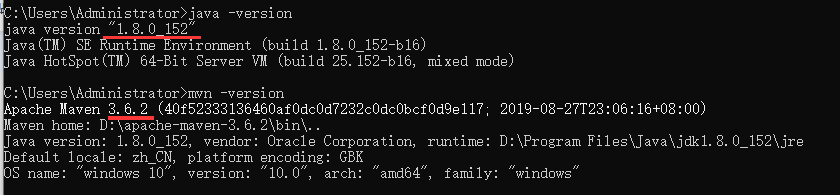 C:\Users\Administrator>java -version
java version "1.8.0_152"
Java(TM) SE Runtime Environment (build 1.8.0_152-b16)
Java HotSpot(TM) 64-Bit Server VM (build 25.152-b16, mixed mode)
C:\Users\Administrator>mvn -version
Apache Maven 3.6.2 (40f52333136460af0dc0d7232c0dc0bcf0d9e117; 2019-08-27T23:06:16+08:00)
Maven home: D:\apache-maven-3.6.2\bin\..
Java version: 1.8.0_152, vendor: Oracle Corporation, runtime: D:\Program Files\Java\jdk1.8.0_152\jre
Default locale: zh_CN, platform encoding: GBK
OS name: "windows 10", version: "10.0", arch: "amd64", family: "windows"